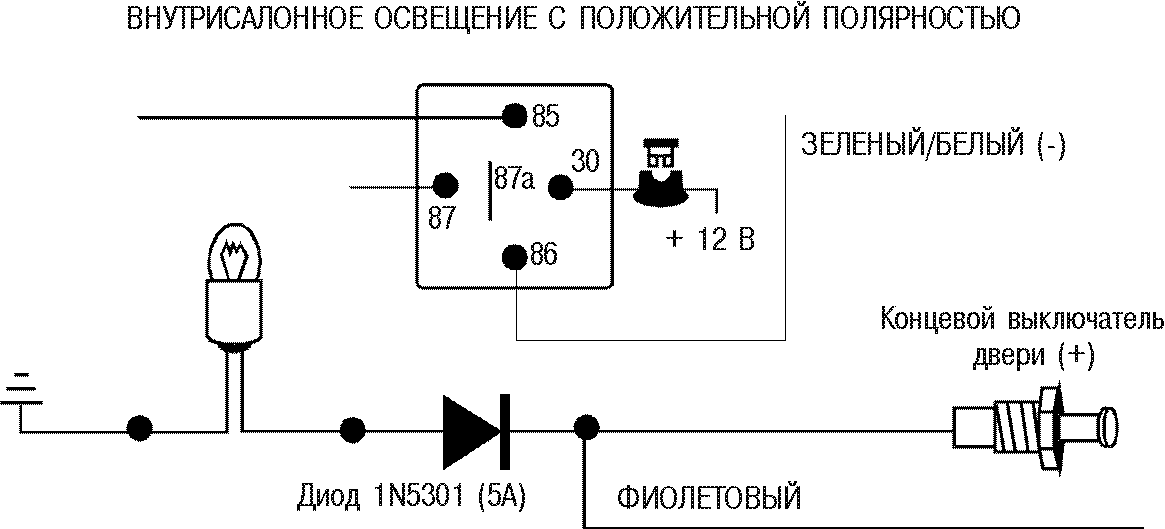 ВНУТРИСАЛОННОЕ ОСВЕЩЕНИЕ С ПОЛОЖИТЕЛЬНОЙ ПОЛЯРНОСТЬЮ
85
ЗЕЛЕНЫЙ/БЕЛЫЙ (-)
30
87а
87
+ 12 В
86
Концевой выключатель
двери (+)
Диод 1N5301 (5А)
ФИОЛЕТОВЫЙ